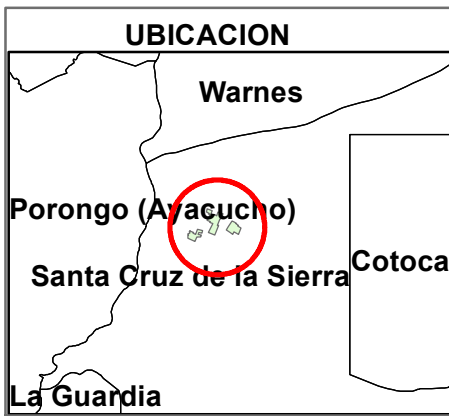 UBICACION
Warnes
Porongo (Ayacucho)
Santa Cruz de la Sierra
Cotoca
La Guardia